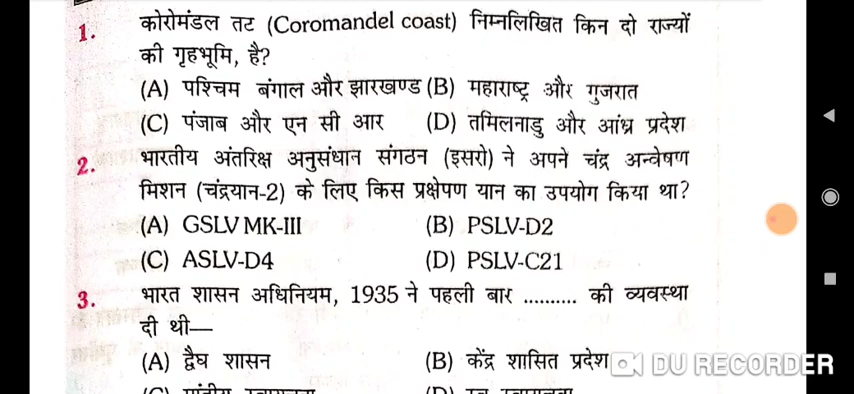 1. कोरोमंडल तट (Coromandel coast) निम्नलिखित किन दो राज्यों
की गृहभूमि, है?
(A) पश्चिम बंगाल और झारखण्ड (B) महाराष्ट्र और गुजरात
(C) पंजाब और एन सी आर (D) तमिलनाडु और आंध्र प्रदेश
2. भारतीय अंतरिक्ष अनुसंधान संगठन (इसरो) ने अपने चंद्र अन्वेषण
मिशन (चंद्रयान-2) के लिए किस प्रक्षेपण यान का उपयोग किया था?
(A) GSLV MK-III (B) PSLV-D2
(C) ASLV-D4 (D) PSLV-C21
3. भारत शासन अधिनियम, 1935 ने पहली बार .......... की व्यवस्था
दी थी—
(A) द्वैघ शासन (B) केंद्र शासित प्रदेश
DU RECORDER